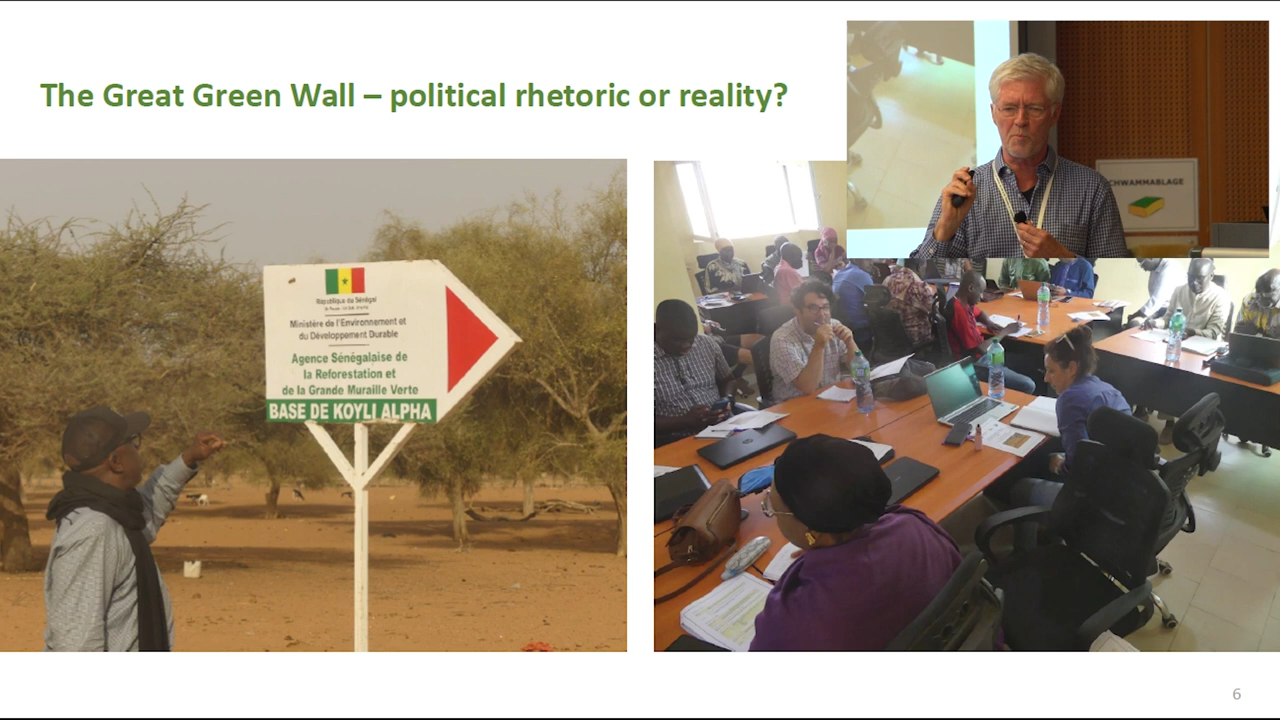 The Great Green Wall – political rhetoric or reality?
CHWAMMABLAGE
République du Sénégal
Ministère de l'Environnement et
du Développement Durable
Agence Sénégalaise de
la Reforestation et
de la Grande Muraille Verte
BASE DE KOYLI ALPHA
6